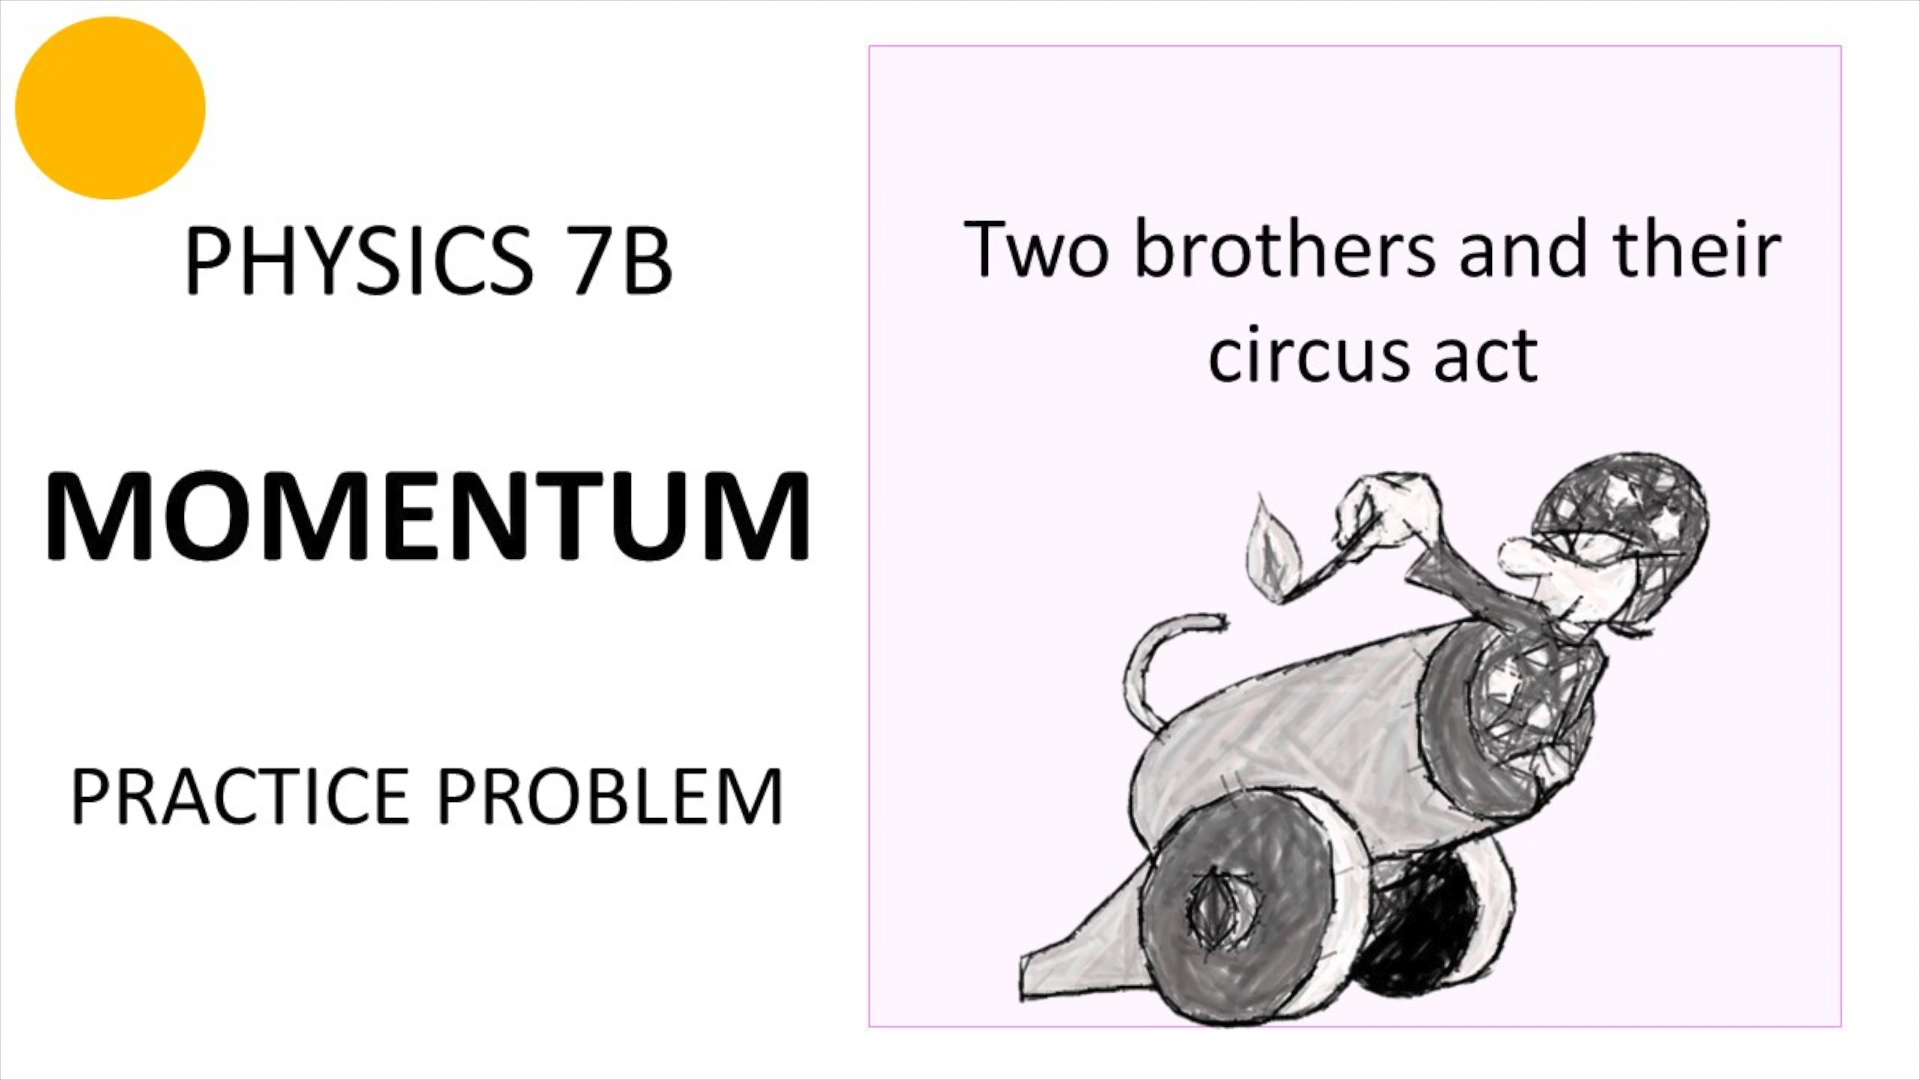 PHYSICS 7B
MOMENTUM
PRACTICE PROBLEM
Two brothers and their
circus act